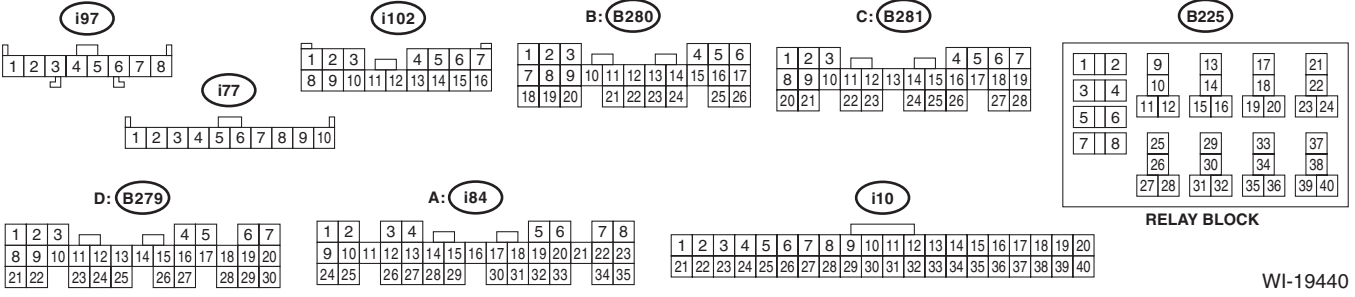 i97
1 2 3 4 5 6 7 8
i77
1 2 3 4 5 6 7 8 9 10
i102
1 2 3 4 5 6 7
8 9 10 11 12 13 14 15 16
B: B280
1 2 3 4 5 6
7 8 9 10 11 12 13 14 15 16 17
18 19 20 21 22 23 24 25 26
C: B281
1 2 3 4 5 6 7
8 9 10 11 12 13 14 15 16 17 18 19
20 21 22 23 24 25 26 27 28
B225
1 2 9 13 17 21
3 4 10 14 18 22
11 12 15 16 19 20 23 24
5 6
7 8 25 29 33 37
26 30 34 38
27 28 31 32 35 36 39 40
RELAY BLOCK
D: B279
1 2 3 4 5 6 7
8 9 10 11 12 13 14 15 16 17 18 19 20
21 22 23 24 25 26 27 28 29 30
A: i84
1 2 3 4 5 6 7 8
9 10 11 12 13 14 15 16 17 18 19 20 21 22 23
24 25 26 27 28 29 30 31 32 33 34 35
i10
1 2 3 4 5 6 7 8 9 10 11 12 13 14 15 16 17 18 19 20
21 22 23 24 25 26 27 28 29 30 31 32 33 34 35 36 37 38 39 40
WI-19440